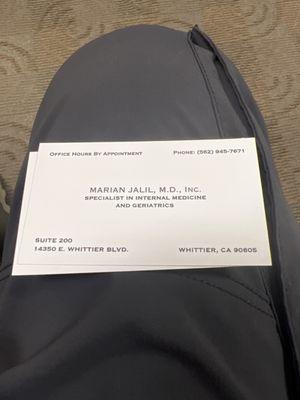 Office Hours By Appointment
Phone: (562) 945-7671
MARIAN JALIL, M.D., Inc.
SPECIALIST IN INTERNAL MEDICINE
AND GERIATRICS
SUITE 200
14350 E. WHITTIER BLVD.
WHITTIER, CA 90605